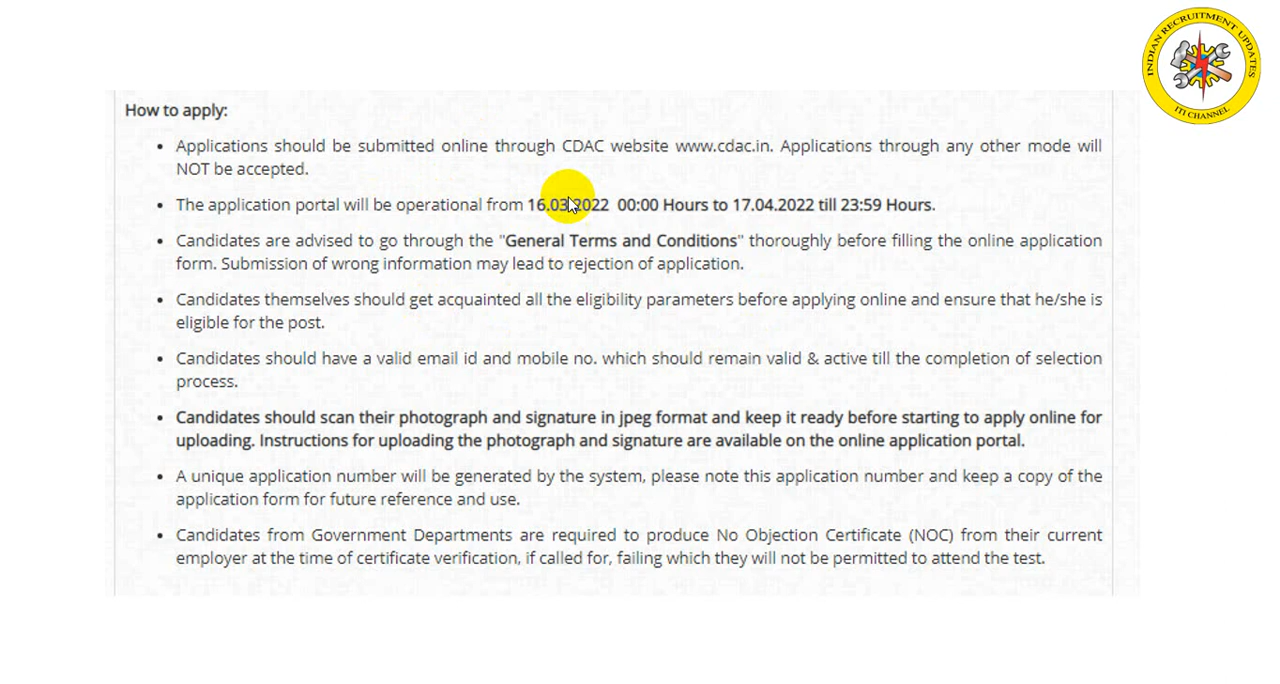 INDIAN RECRUITMENT UPDATES
ITI CHANNEL
How to apply:
• Applications should be submitted online through CDAC website www.cdac.in. Applications through any other mode will
NOT be accepted.
• The application portal will be operational from 16.03.2022 00:00 Hours to 17.04.2022 till 23:59 Hours.
• Candidates are advised to go through the "General Terms and Conditions" thoroughly before filling the online application
form. Submission of wrong information may lead to rejection of application.
• Candidates themselves should get acquainted all the eligibility parameters before applying online and ensure that he/she is
eligible for the post.
• Candidates should have a valid email id and mobile no. which should remain valid & active till the completion of selection
process.
• Candidates should scan their photograph and signature in jpeg format and keep it ready before starting to apply online for
uploading. Instructions for uploading the photograph and signature are available on the online application portal.
• A unique application number will be generated by the system, please note this application number and keep a copy of the
application form for future reference and use.
• Candidates from Government Departments are required to produce No Objection Certificate (NOC) from their current
employer at the time of certificate verification, if called for, failing which they will not be permitted to attend the test.